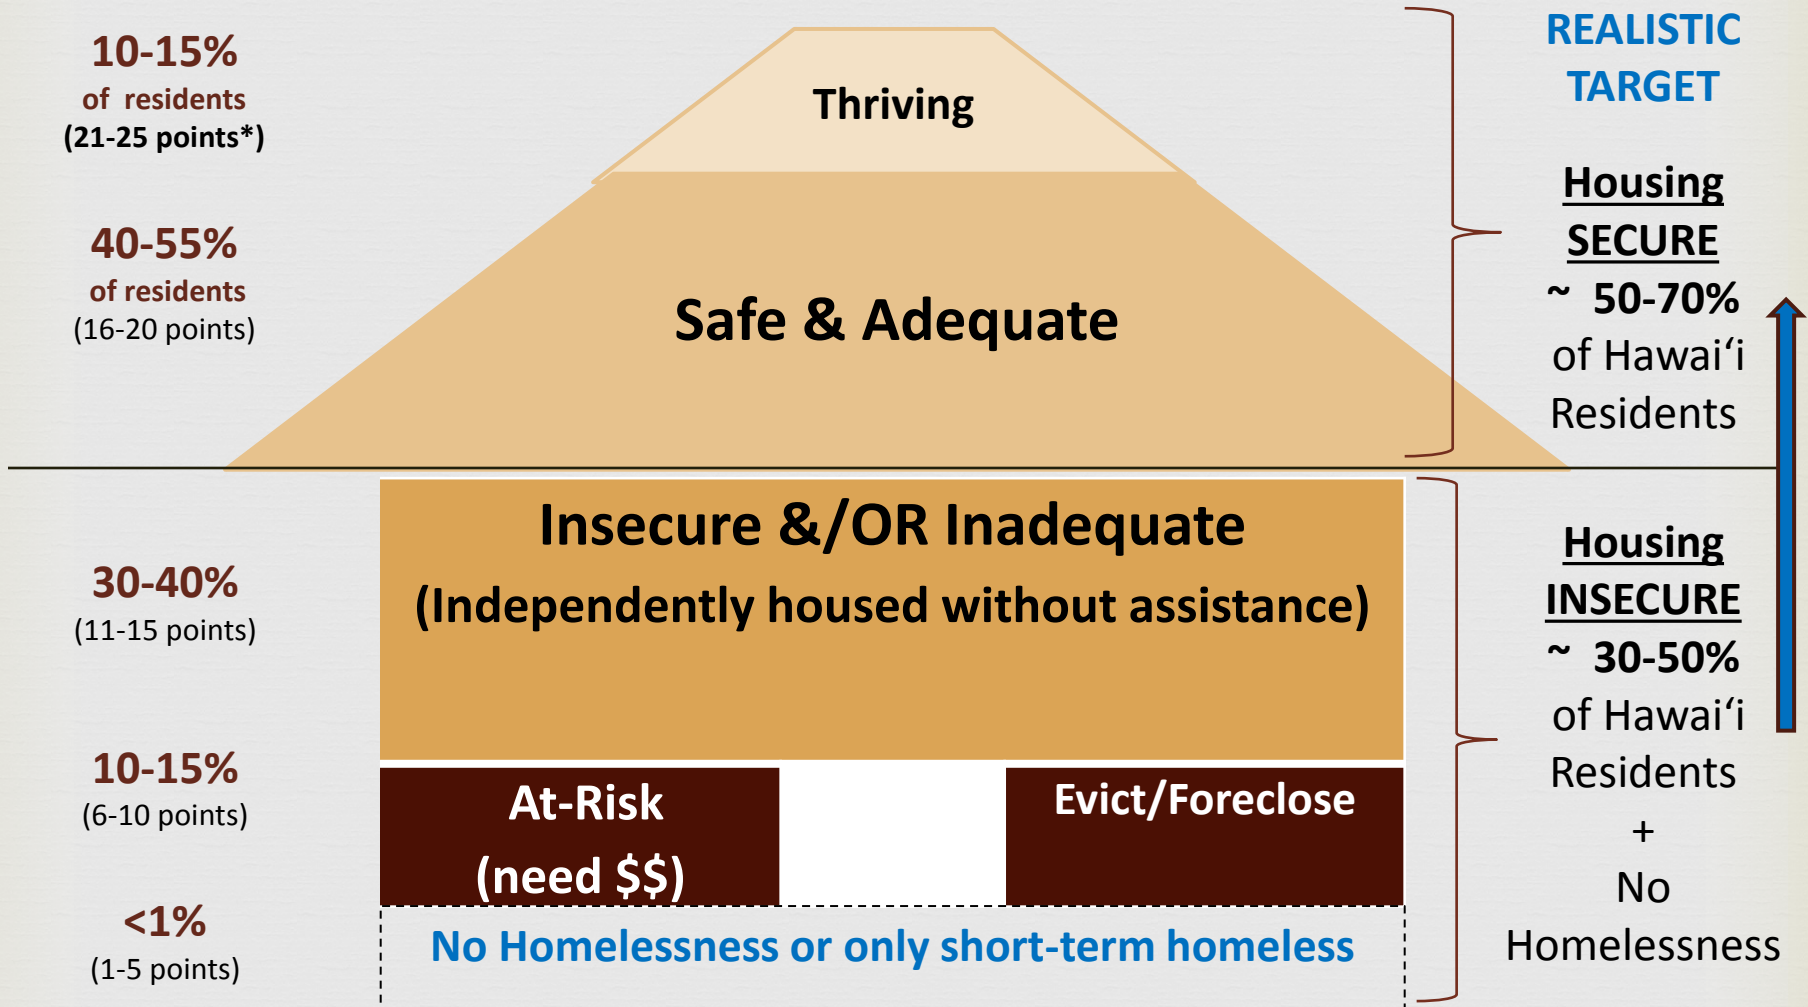 10-15%
of residents
(21-25 points*)
40-55%
of residents
(16-20 points)
30-40%
(11-15 points)
10-15%
(6-10 points)
<1%
(1-5 points)
Thriving
Safe & Adequate
Insecure &/OR Inadequate
(Independently housed without assistance)
At-Risk
(need $$)
Evict/Foreclose
No Homelessness or only short-term homeless
REALISTIC
TARGET
Housing
SECURE
~ 50-70%
of Hawai‘i
Residents
Housing
INSECURE
~ 30-50%
of Hawai‘i
Residents
+
No
Homelessness